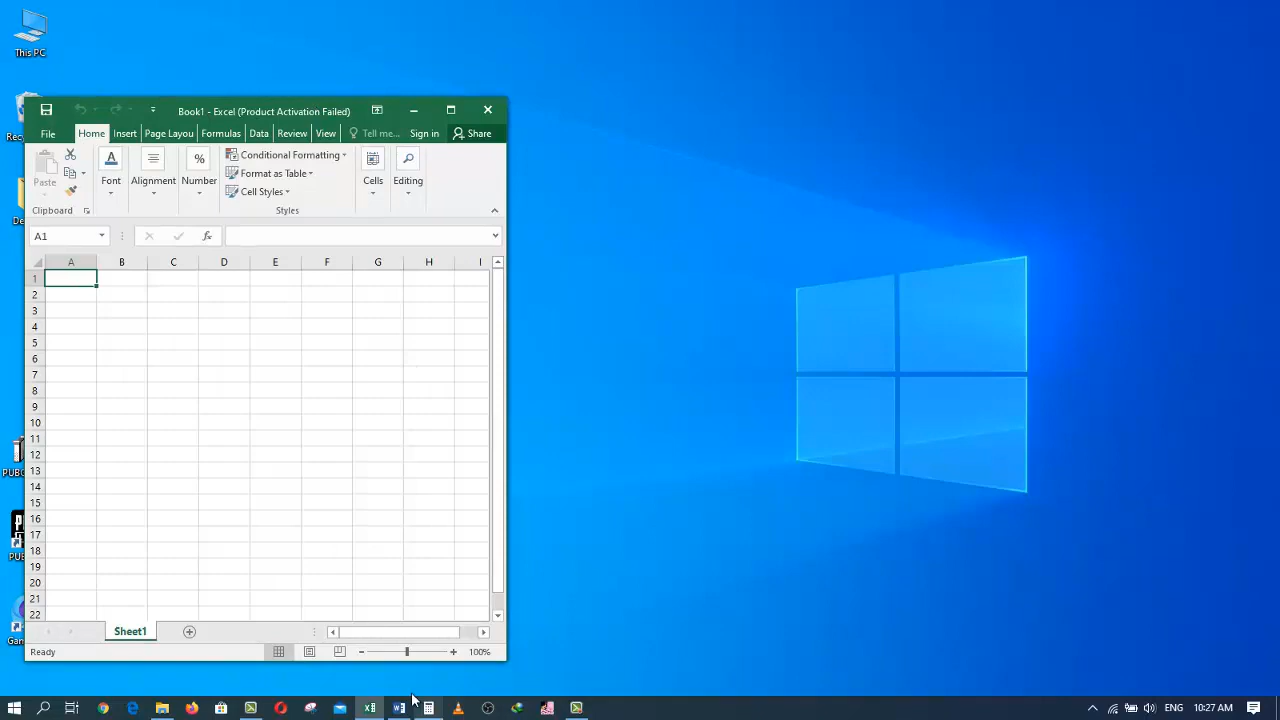 This PC
Book1 - Excel (Product Activation Failed)
File Home Insert Page Layou Formulas Data Review View Tell me... Sign in Share
Paste
Font
Alignment
%
Number
Conditional Formatting
Format as Table
Cell Styles
Cells
Editing
Clipboard
Styles
A1
fx
A B C D E F G H I
1
2
3
4
5
6
7
8
9
10
11
12
13
14
15
16
17
18
19
20
21
22
Sheet1
Ready
100%
ENG
10:27 AM